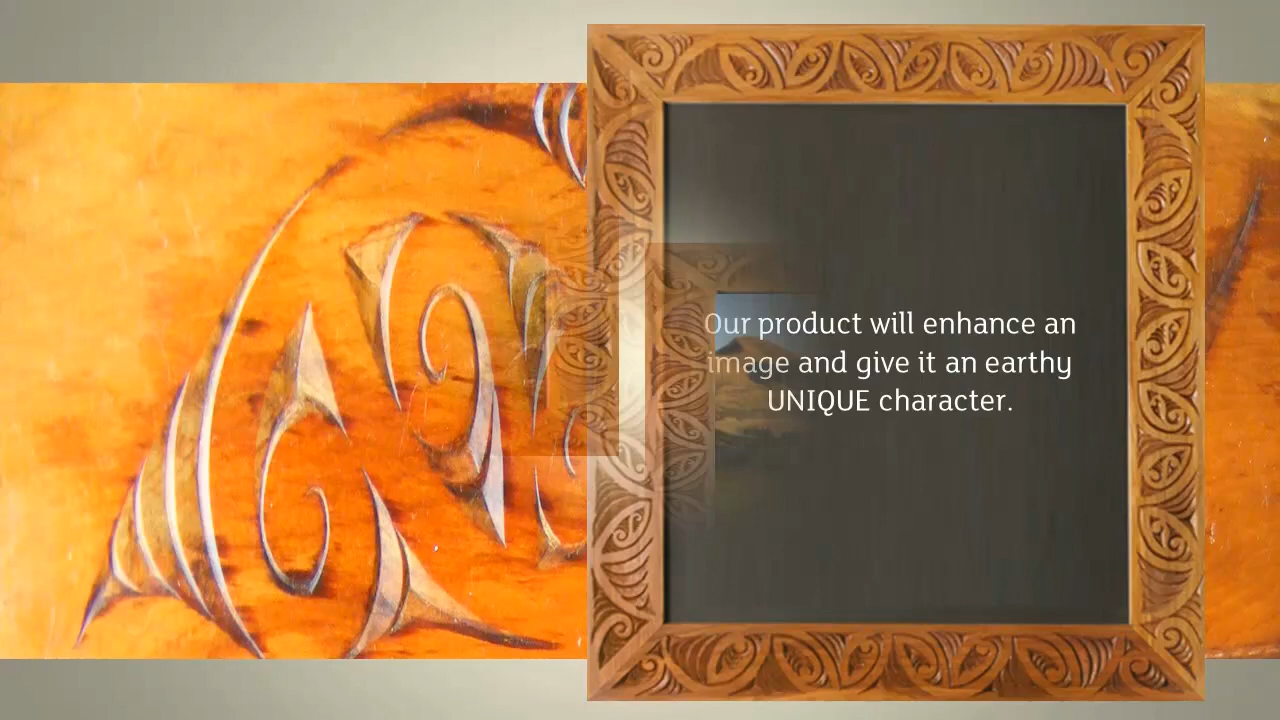 Our product will enhance an
image and give it an earthy
UNIQUE character.